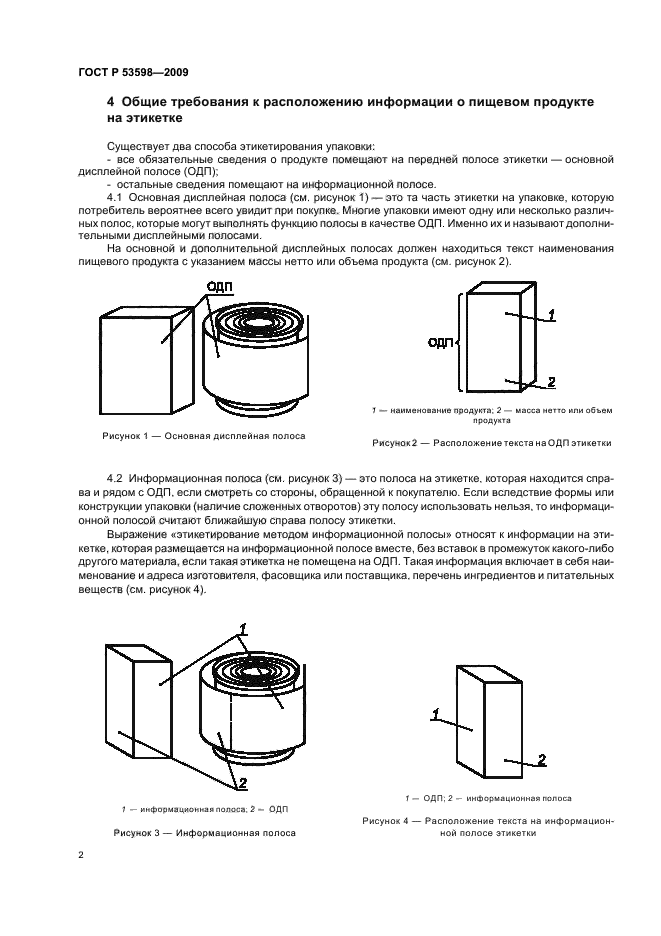 ГОСТ Р 53598—2009
4 Общие требования к расположению информации о пищевом продукте
на этикетке
Существует два способа этикетирования упаковки:
- все обязательные сведения о продукте помещают на передней полосе этикетки — основной
дисплейной полосе (ОДП);
- остальные сведения помещают на информационной полосе.
4.1 Основная дисплейная полоса (см. рисунок 1) — это та часть этикетки на упаковке, которую
потребитель вероятнее всего увидит при покупке. Многие упаковки имеют одну или несколько различ-
ных полос, которые могут выполнять функцию полосы в качестве ОДП. Именно их и называют дополни-
тельными дисплейными полосами.
На основной и дополнительной дисплейных полосах должен находиться текст наименования
пищевого продукта с указанием массы нетто или объема продукта (см. рисунок 2).
ОДП
Рисунок 1 — Основная дисплейная полоса
1
ОДП
2
1 — наименование продукта; 2 — масса нетто или объем
продукта
Рисунок 2 — Расположение текста на ОДП этикетки
4.2 Информационная полоса (см. рисунок 3) — это полоса на этикетке, которая находится спра-
ва и рядом с ОДП, если смотреть со стороны, обращенной к покупателю. Если вследствие формы или
конструкции упаковки (наличие сложенных отворотов) эту полосу использовать нельзя, то информаци-
онной полосой считают ближайшую справа полосу этикетки.
Выражение «этикетирование методом информационной полосы» относят к информации на эти-
кетке, которая размещается на информационной полосе вместе, без вставок в промежуток какого-либо
другого материала, если такая этикетка не помещена на ОДП. Такая информация включает в себя наи-
менование и адреса изготовителя, фасовщика или поставщика, перечень ингредиентов и питательных
веществ (см. рисунок 4).
1
2
1 — информационная полоса; 2 — ОДП
Рисунок 3 — Информационная полоса
1
2
1 — ОДП; 2 — информационная полоса
Рисунок 4 — Расположение текста на информацион-
ной полосе этикетки
2